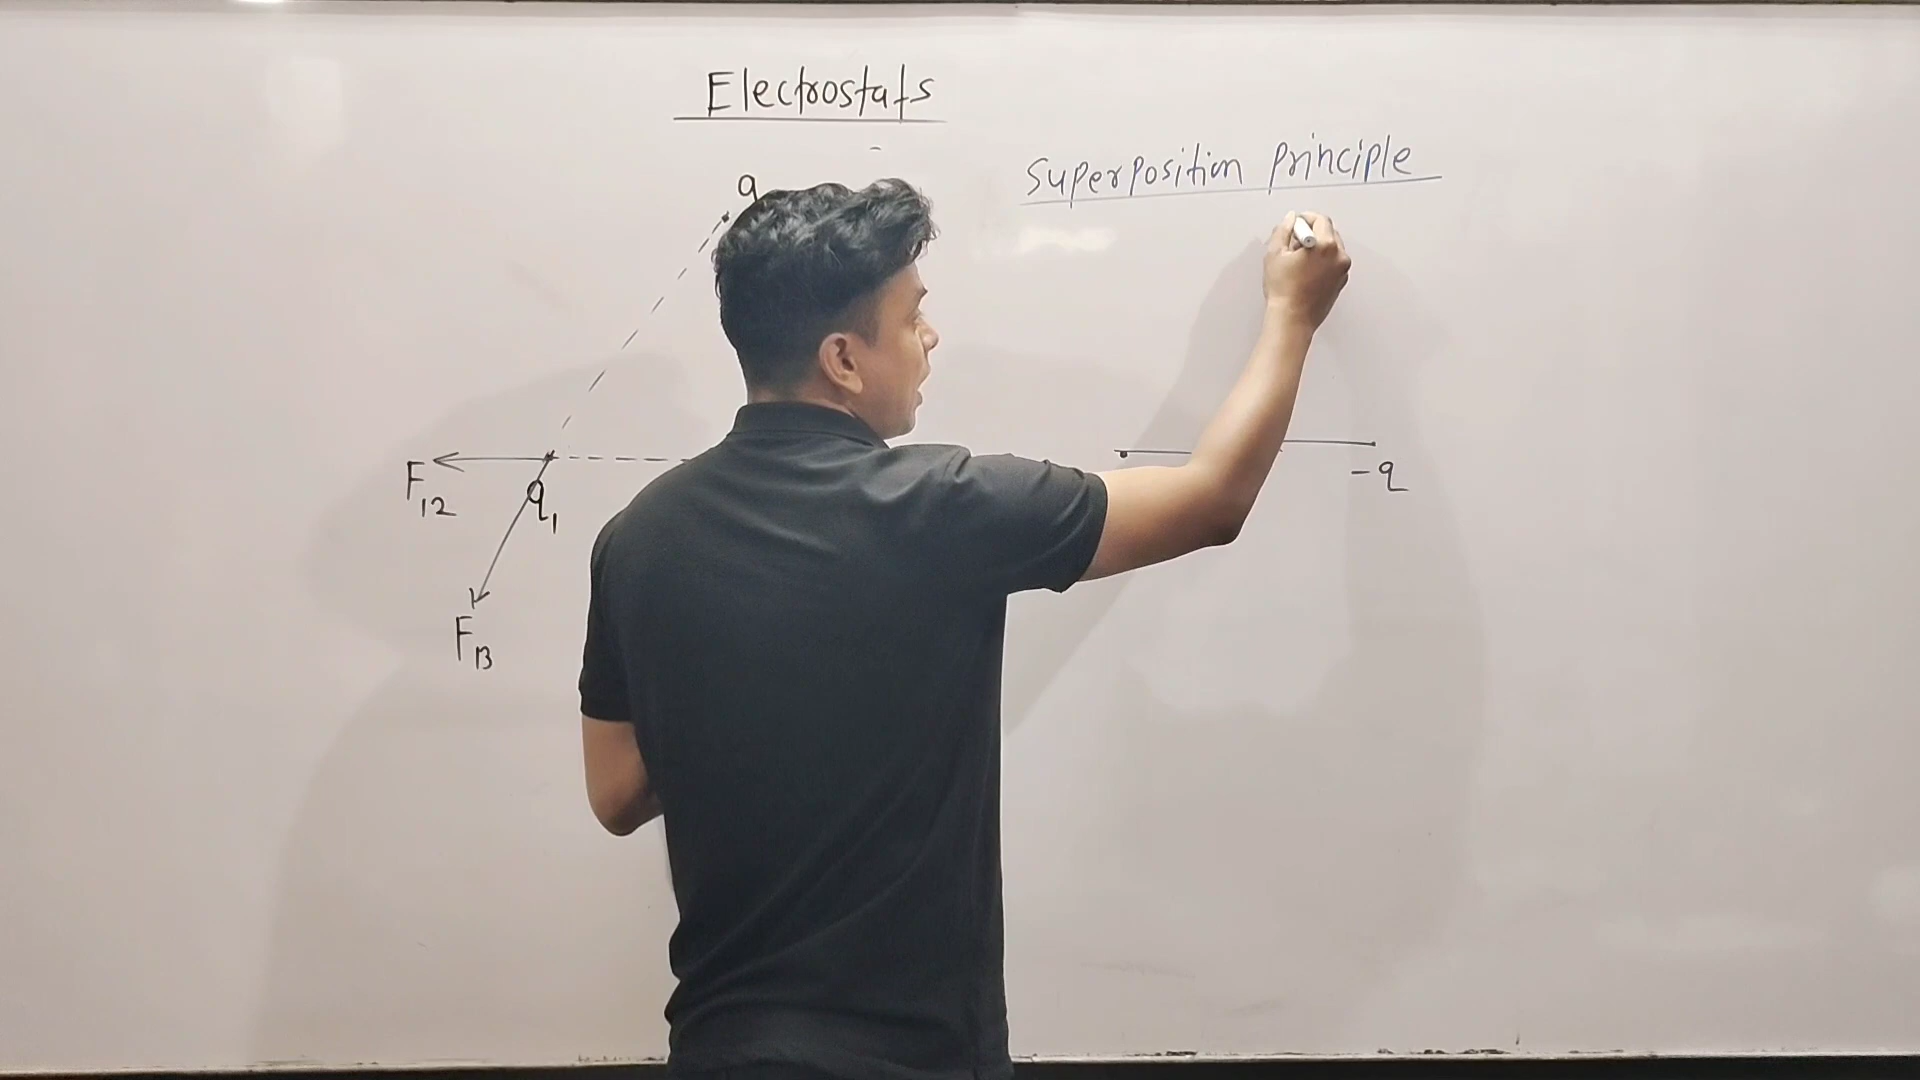 Electrostats
Superposition Principle
q
F12
q1
-q
F13